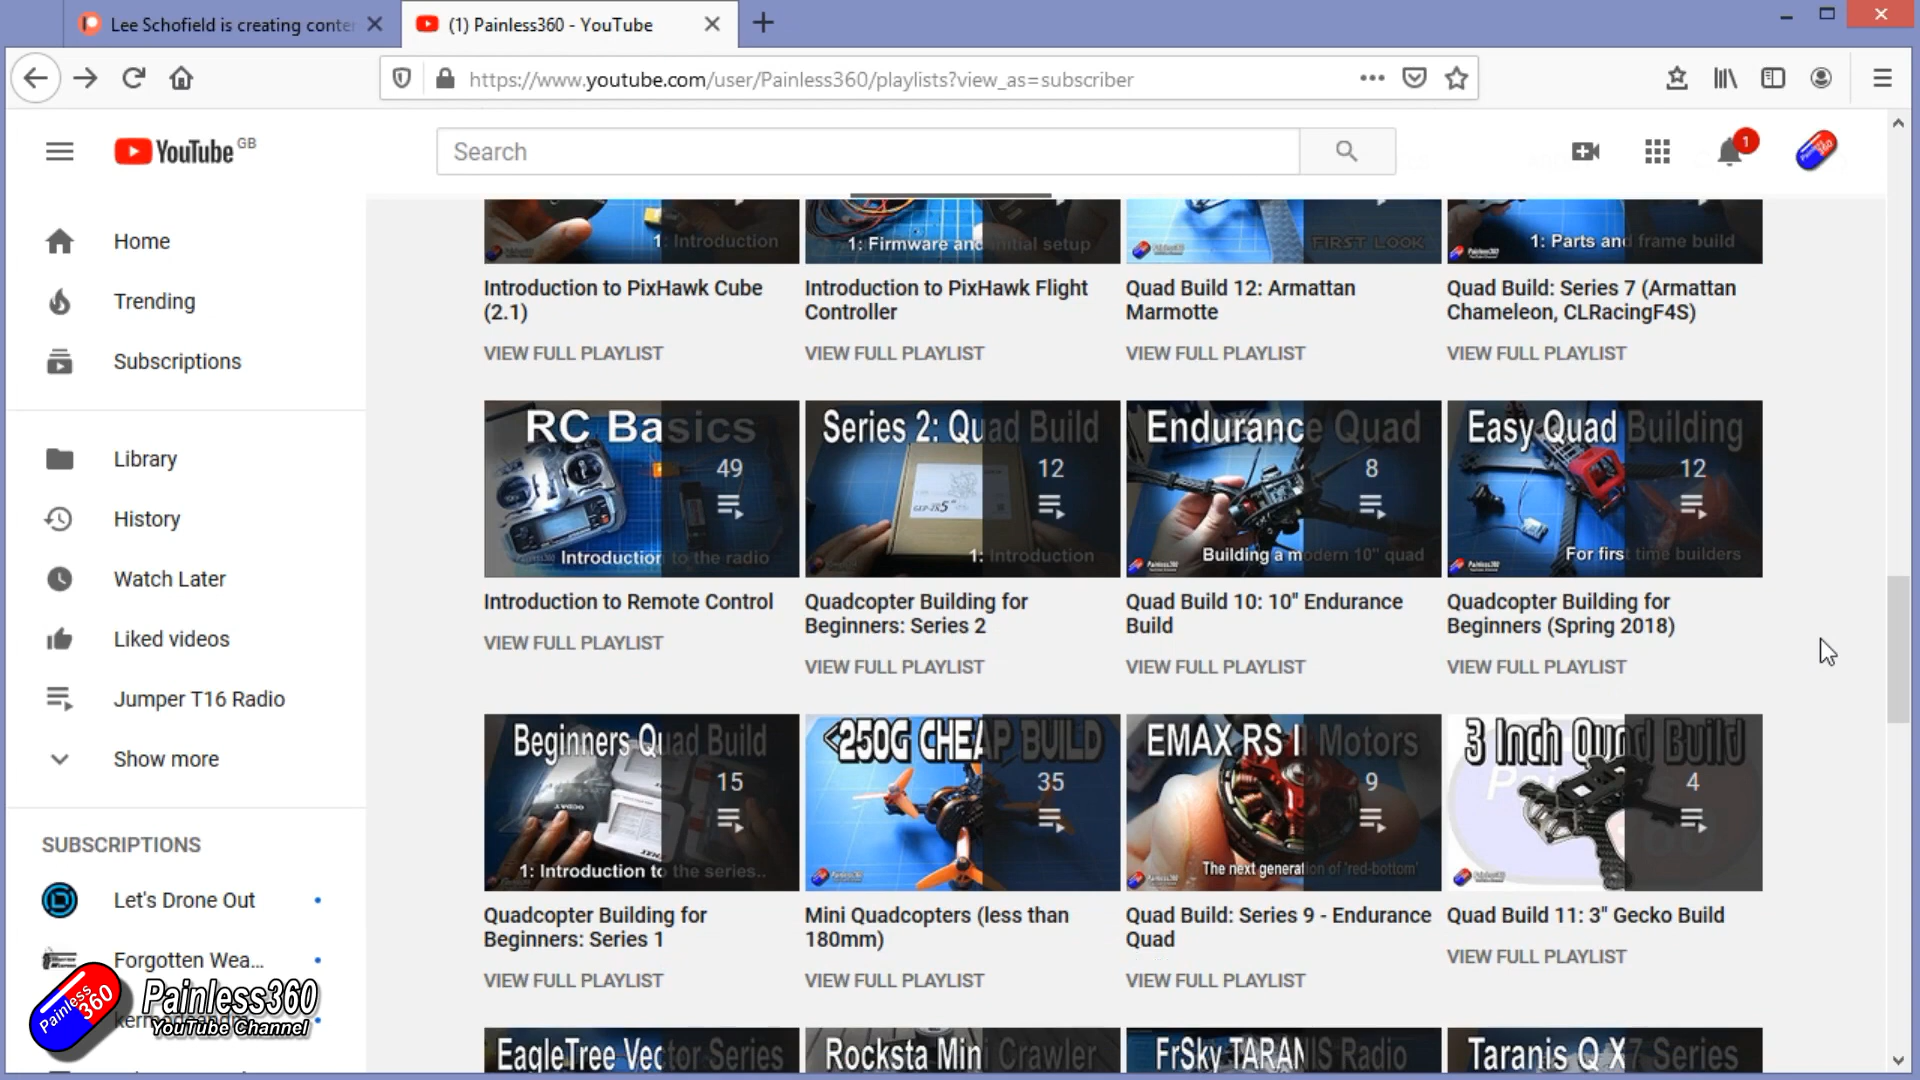 Lee Schofield is creating conte
(1) Painless360 - YouTube
https://www.youtube.com/user/Painless360/playlists?view_as=subscriber
YouTube GB
Search
1
Home
Trending
Subscriptions
Library
History
Watch Later
Liked videos
Jumper T16 Radio
Show more
SUBSCRIPTIONS
Let's Drone Out
Forgotten Wea...
Painless360
Painless360
YouTube Channel
1: Introduction
1: Firmware and initial setup
FIRST LOOK
1: Parts and frame build
Introduction to PixHawk Cube
(2.1)
VIEW FULL PLAYLIST
Introduction to PixHawk Flight
Controller
VIEW FULL PLAYLIST
Quad Build 12: Armattan
Marmotte
VIEW FULL PLAYLIST
Quad Build: Series 7 (Armattan
Chameleon, CLRacingF4S)
VIEW FULL PLAYLIST
RC Basics
49
Introduction to the radio
Introduction to Remote Control
VIEW FULL PLAYLIST
Series 2: Quad Build
12
1: Introduction
Quadcopter Building for
Beginners: Series 2
VIEW FULL PLAYLIST
Endurance Quad
8
Building a modern 10" quad
Quad Build 10: 10" Endurance
Build
VIEW FULL PLAYLIST
Easy Quad Building
12
For first time builders
Quadcopter Building for
Beginners (Spring 2018)
VIEW FULL PLAYLIST
Beginners Quad Build
15
1: Introduction to the series..
Quadcopter Building for
Beginners: Series 1
VIEW FULL PLAYLIST
<250G CHEAP BUILD
35
Mini Quadcopters (less than
180mm)
VIEW FULL PLAYLIST
EMAX RS II Motors
9
The next generation of 'red-bottom'
Quad Build: Series 9 - Endurance
Quad
VIEW FULL PLAYLIST
3 Inch Quad Build
4
Quad Build 11: 3" Gecko Build
VIEW FULL PLAYLIST
EagleTree Vector Series
Rocksta Mini Crawler
FrSky TARANIS Radio
Taranis Q X7 Series